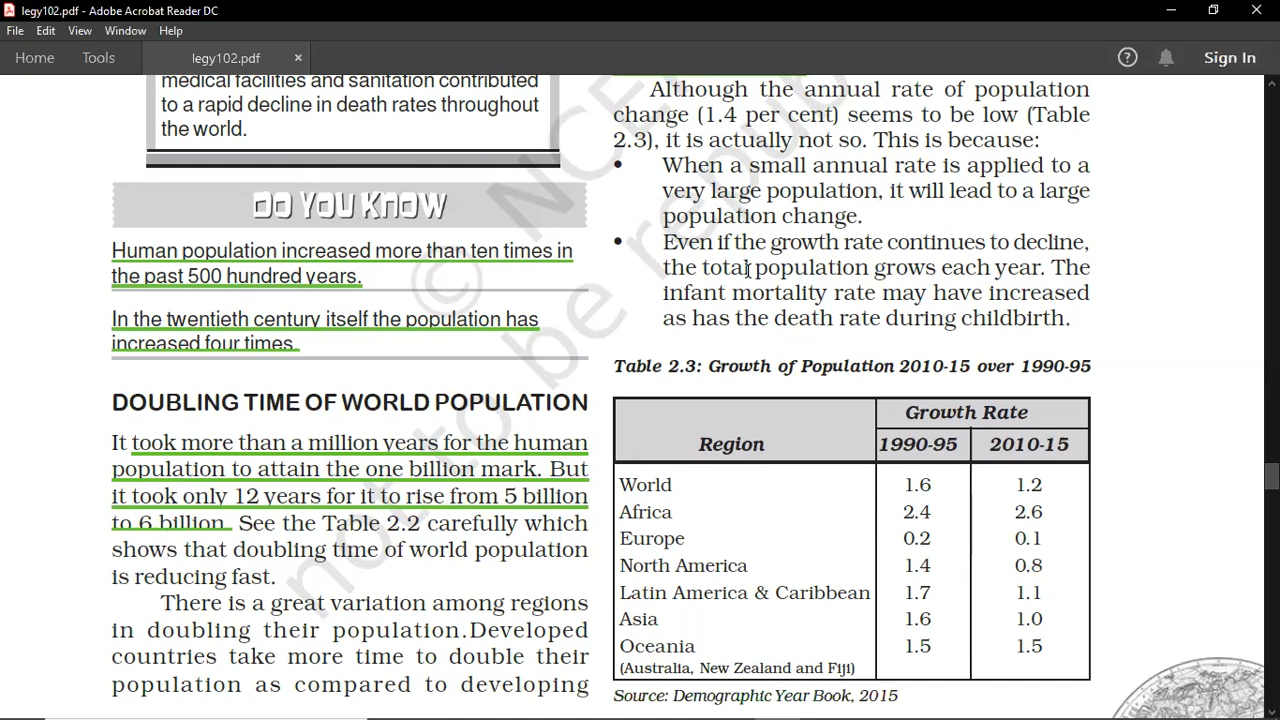 legy102.pdf - Adobe Acrobat Reader DC
File Edit View Window Help
Home Tools legy102.pdf × Sign In
medical facilities and sanitation contributed
to a rapid decline in death rates throughout
the world.
DO YOU KNOW
Human population increased more than ten times in
the past 500 hundred years.
In the twentieth century itself the population has
increased four times.
DOUBLING TIME OF WORLD POPULATION
It took more than a million years for the human
population to attain the one billion mark. But
it took only 12 years for it to rise from 5 billion
to 6 billion. See the Table 2.2 carefully which
shows that doubling time of world population
is reducing fast.
There is a great variation among regions
in doubling their population.Developed
countries take more time to double their
population as compared to developing
Although the annual rate of population
change (1.4 per cent) seems to be low (Table
2.3), it is actually not so. This is because:
• When a small annual rate is applied to a
very large population, it will lead to a large
population change.
• Even if the growth rate continues to decline,
the total population grows each year. The
infant mortality rate may have increased
as has the death rate during childbirth.
Table 2.3: Growth of Population 2010-15 over 1990-95
Growth Rate
Region 1990-95 2010-15
World 1.6 1.2
Africa 2.4 2.6
Europe 0.2 0.1
North America 1.4 0.8
Latin America & Caribbean 1.7 1.1
Asia 1.6 1.0
Oceania 1.5 1.5
(Australia, New Zealand and Fiji)
Source: Demographic Year Book, 2015
© NCE
not to be repub